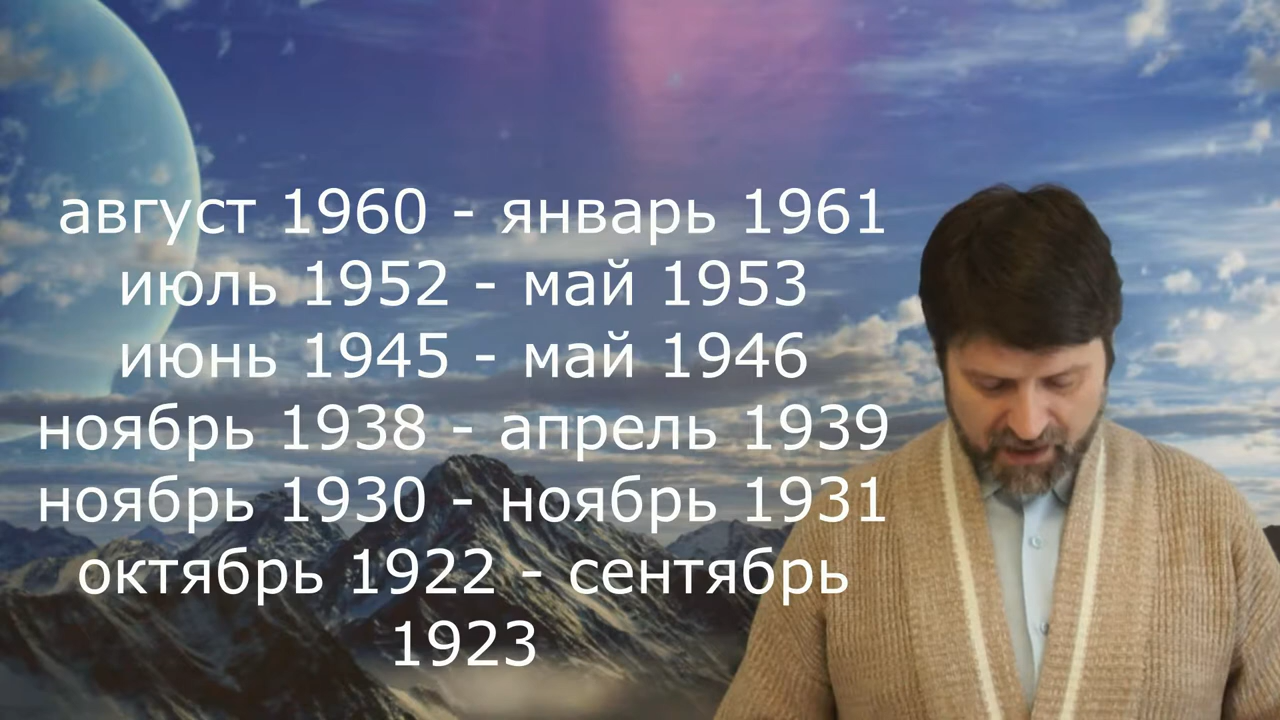 август 1960 - январь 1961
июль 1952 - май 1953
июнь 1945 - май 1946
ноябрь 1938 - апрель 1939
ноябрь 1930 - ноябрь 1931
октябрь 1922 - сентябрь
1923